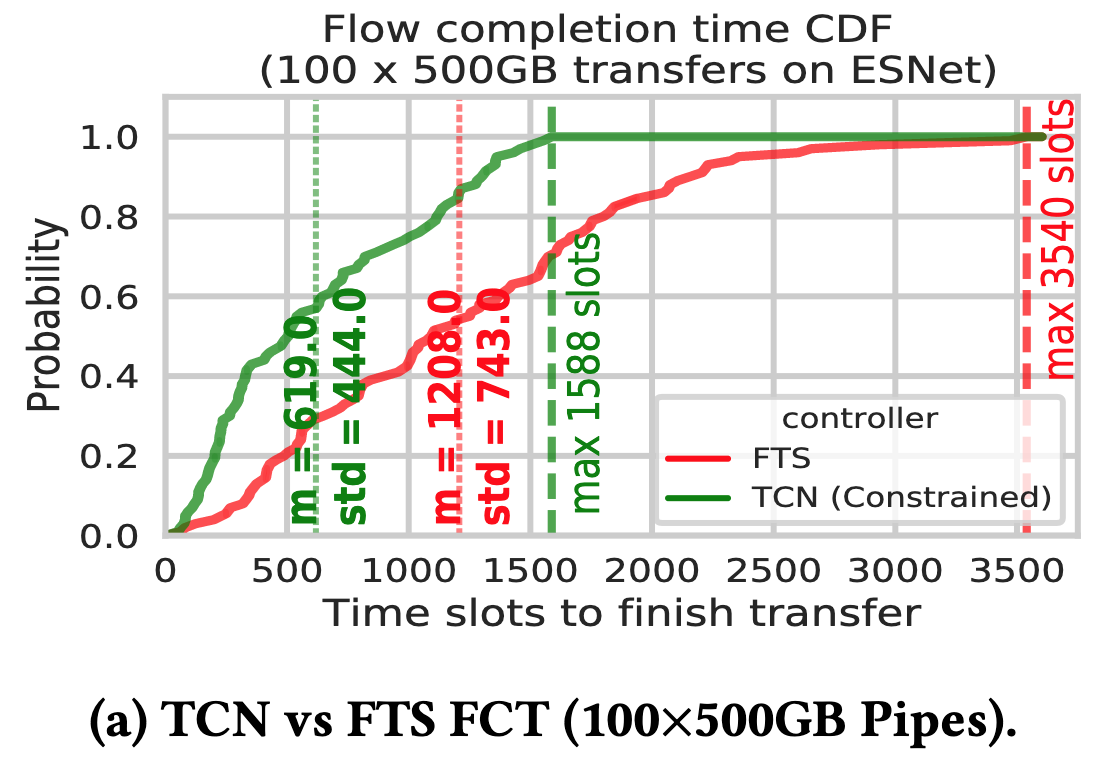 Flow completion time CDF
(100 x 500GB transfers on ESNet)
Probability
1.0
0.8
0.6
0.4
0.2
0.0
m = 619.0
std = 444.0
m = 1208.0
std = 743.0
max 1588 slots
max 3540 slots
controller
FTS
TCN (Constrained)
0 500 1000 1500 2000 2500 3000 3500
Time slots to finish transfer
(a) TCN vs FTS FCT (100×500GB Pipes).